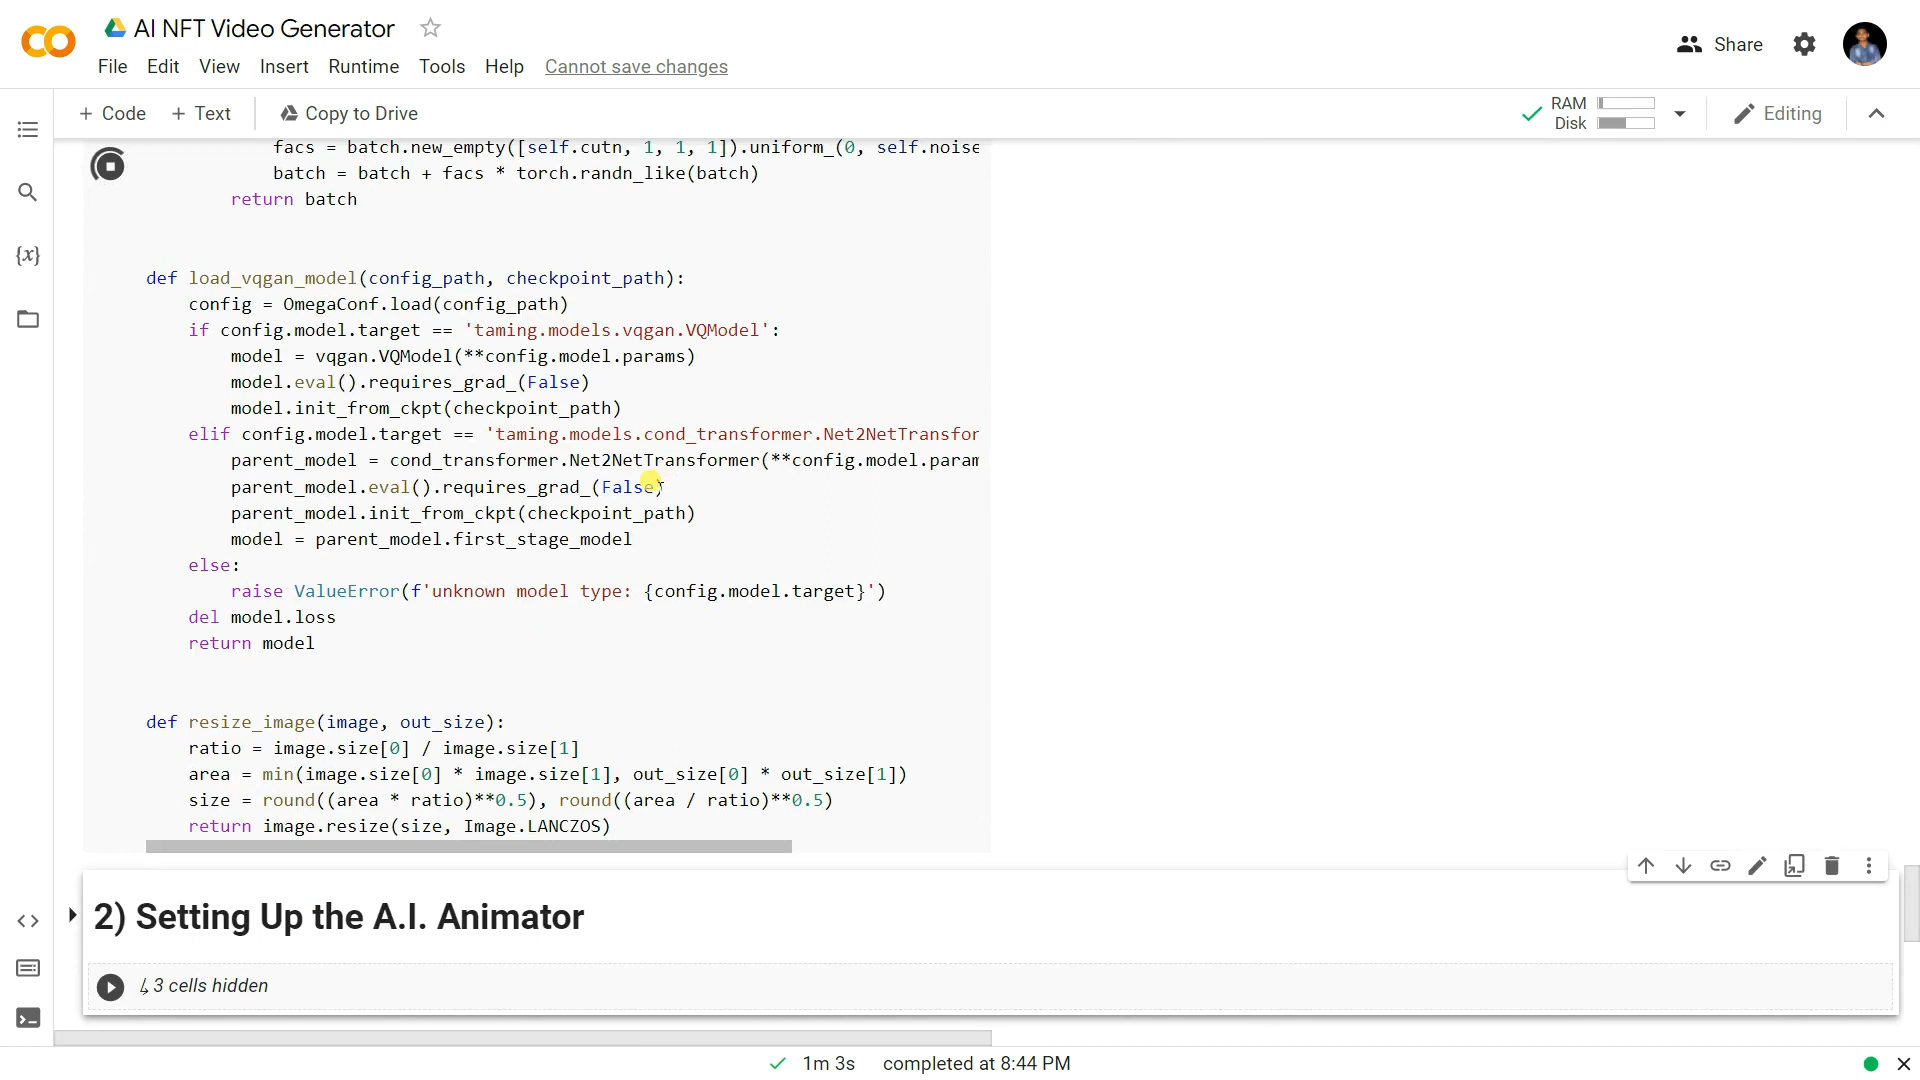 AI NFT Video Generator
File Edit View Insert Runtime Tools Help Cannot save changes
Share
+ Code + Text Copy to Drive
RAM
Disk
Editing
{x}
facs = batch.new_empty([self.cutn, 1, 1, 1]).uniform_(0, self.noise
batch = batch + facs * torch.randn_like(batch)
return batch
def load_vqgan_model(config_path, checkpoint_path):
config = OmegaConf.load(config_path)
if config.model.target == 'taming.models.vqgan.VQModel':
model = vqgan.VQModel(**config.model.params)
model.eval().requires_grad_(False)
model.init_from_ckpt(checkpoint_path)
elif config.model.target == 'taming.models.cond_transformer.Net2NetTransfor
parent_model = cond_transformer.Net2NetTransformer(**config.model.param
parent_model.eval().requires_grad_(False)
parent_model.init_from_ckpt(checkpoint_path)
model = parent_model.first_stage_model
else:
raise ValueError(f'unknown model type: {config.model.target}')
del model.loss
return model
def resize_image(image, out_size):
ratio = image.size[0] / image.size[1]
area = min(image.size[0] * image.size[1], out_size[0] * out_size[1])
size = round((area * ratio)**0.5), round((area / ratio)**0.5)
return image.resize(size, Image.LANCZOS)
2) Setting Up the A.I. Animator
↳ 3 cells hidden
1m 3s completed at 8:44 PM